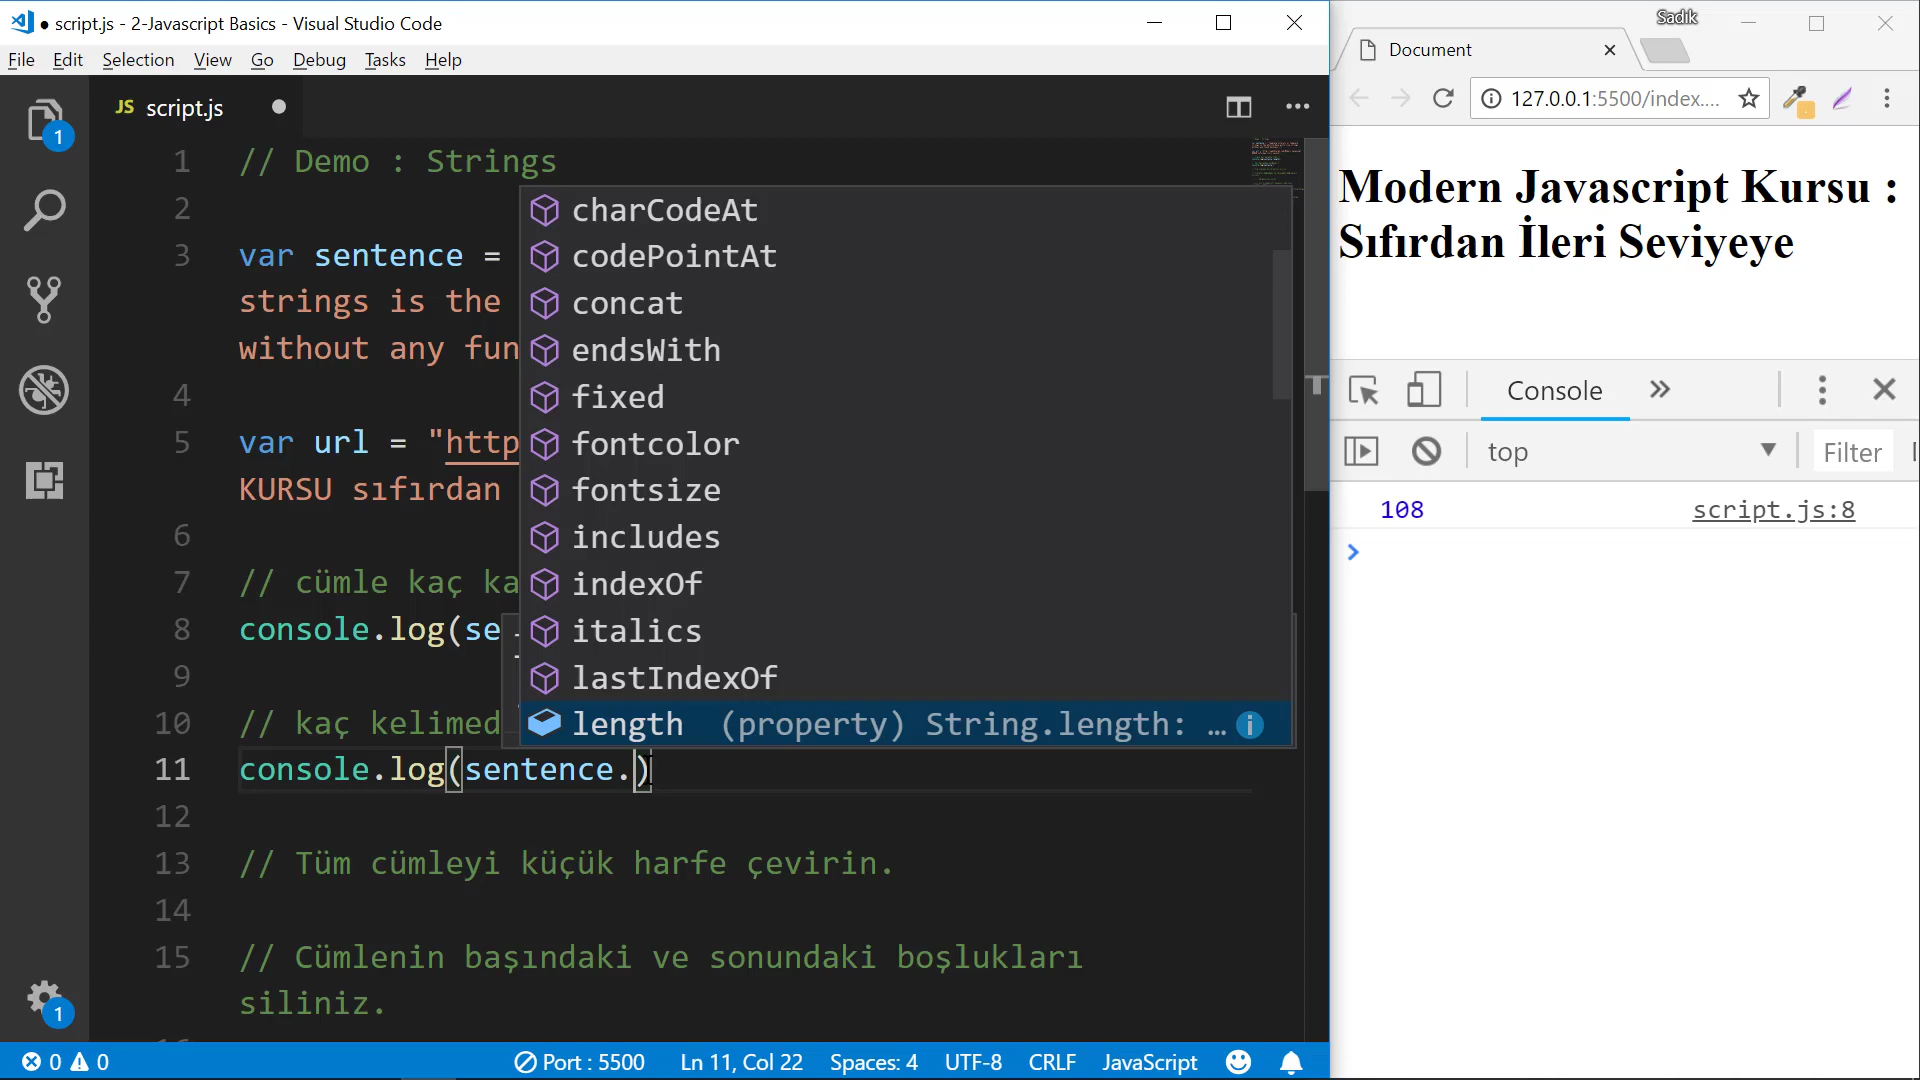 script.js - 2-Javascript Basics - Visual Studio Code
File Edit Selection View Go Debug Tasks Help
1
JS script.js
1 // Demo : Strings
2
3 var sentence =
strings is the
without any fun
4
5 var url = "http
KURSU sıfırdan
6
7 // cümle kaç ka
8 console.log(se
9
10 // kaç kelimed
11 console.log(sentence.)
12
13 // Tüm cümleyi küçük harfe çevirin.
14
15 // Cümlenin başındaki ve sonundaki boşlukları
siliniz.
charCodeAt
codePointAt
concat
endsWith
fixed
fontcolor
fontsize
includes
indexOf
italics
lastIndexOf
length (property) String.length: …
1
0 0 Port : 5500 Ln 11, Col 22 Spaces: 4 UTF-8 CRLF JavaScript
Sadık
Document
127.0.0.1:5500/index....
Modern Javascript Kursu :
Sıfırdan İleri Seviyeye
Console
top Filter
108 script.js:8